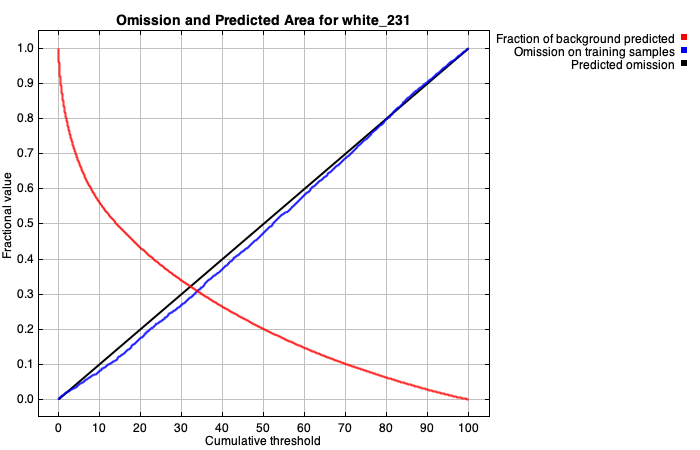 Omission and Predicted Area for white_231
Fraction of background predicted
Omission on training samples
Predicted omission
1.0
0.9
0.8
0.7
0.6
0.5
0.4
0.3
0.2
0.1
0.0
Fractional value
0 10 20 30 40 50 60 70 80 90 100
Cumulative threshold